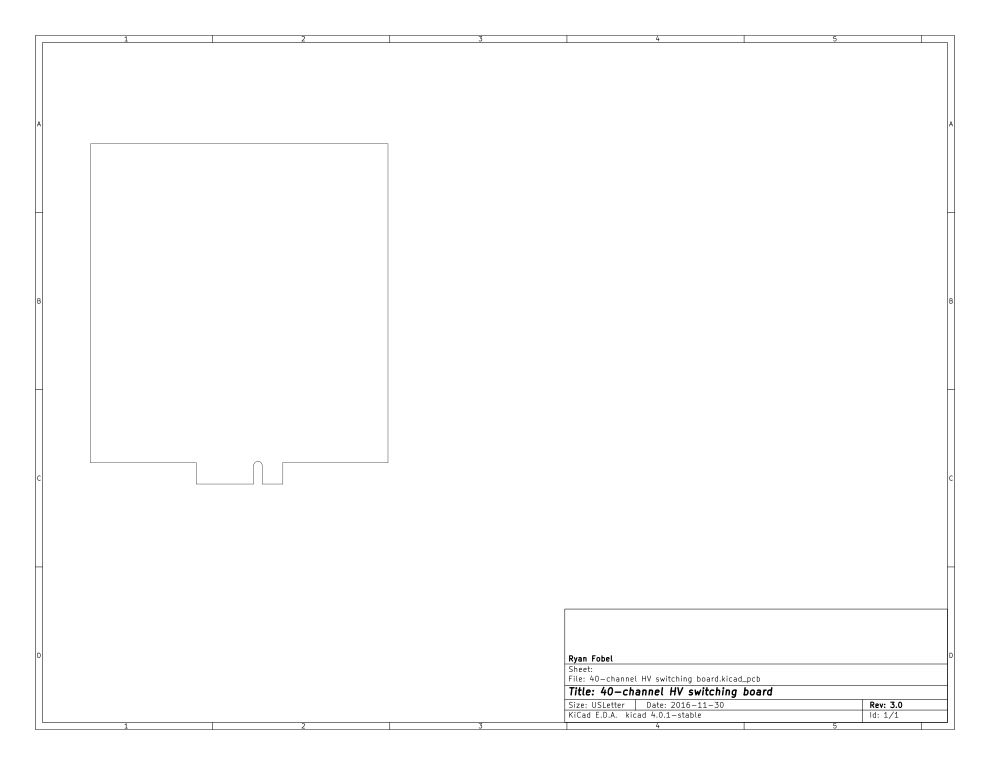 1 2 3 4 5
A A
B B
C C
D D
Ryan Fobel
Sheet:
File: 40-channel HV switching board.kicad_pcb
Title: 40-channel HV switching board
Size: USLetter Date: 2016-11-30 Rev: 3.0
KiCad E.D.A. kicad 4.0.1-stable Id: 1/1
1 2 3 4 5